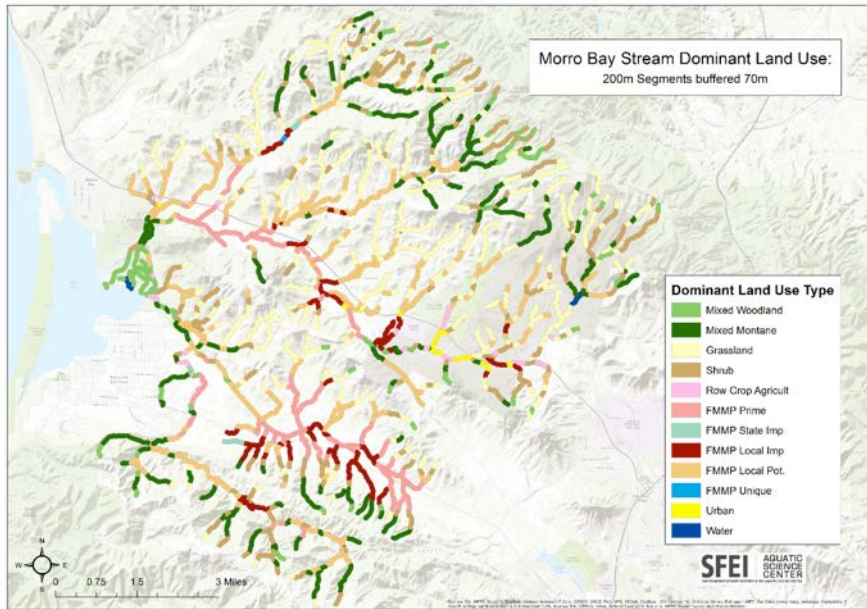 Morro Bay Stream Dominant Land Use:
200m Segments buffered 70m
Dominant Land Use Type
Mixed Woodland
Mixed Montane
Grassland
Shrub
Row Crop Agricult
FMMP Prime
FMMP State Imp
FMMP Local Imp
FMMP Local Pot.
FMMP Unique
Urban
Water
N
W
E
S
0 0.75 1.5 3 Miles
SFEI
AQUATIC
SCIENCE
CENTER